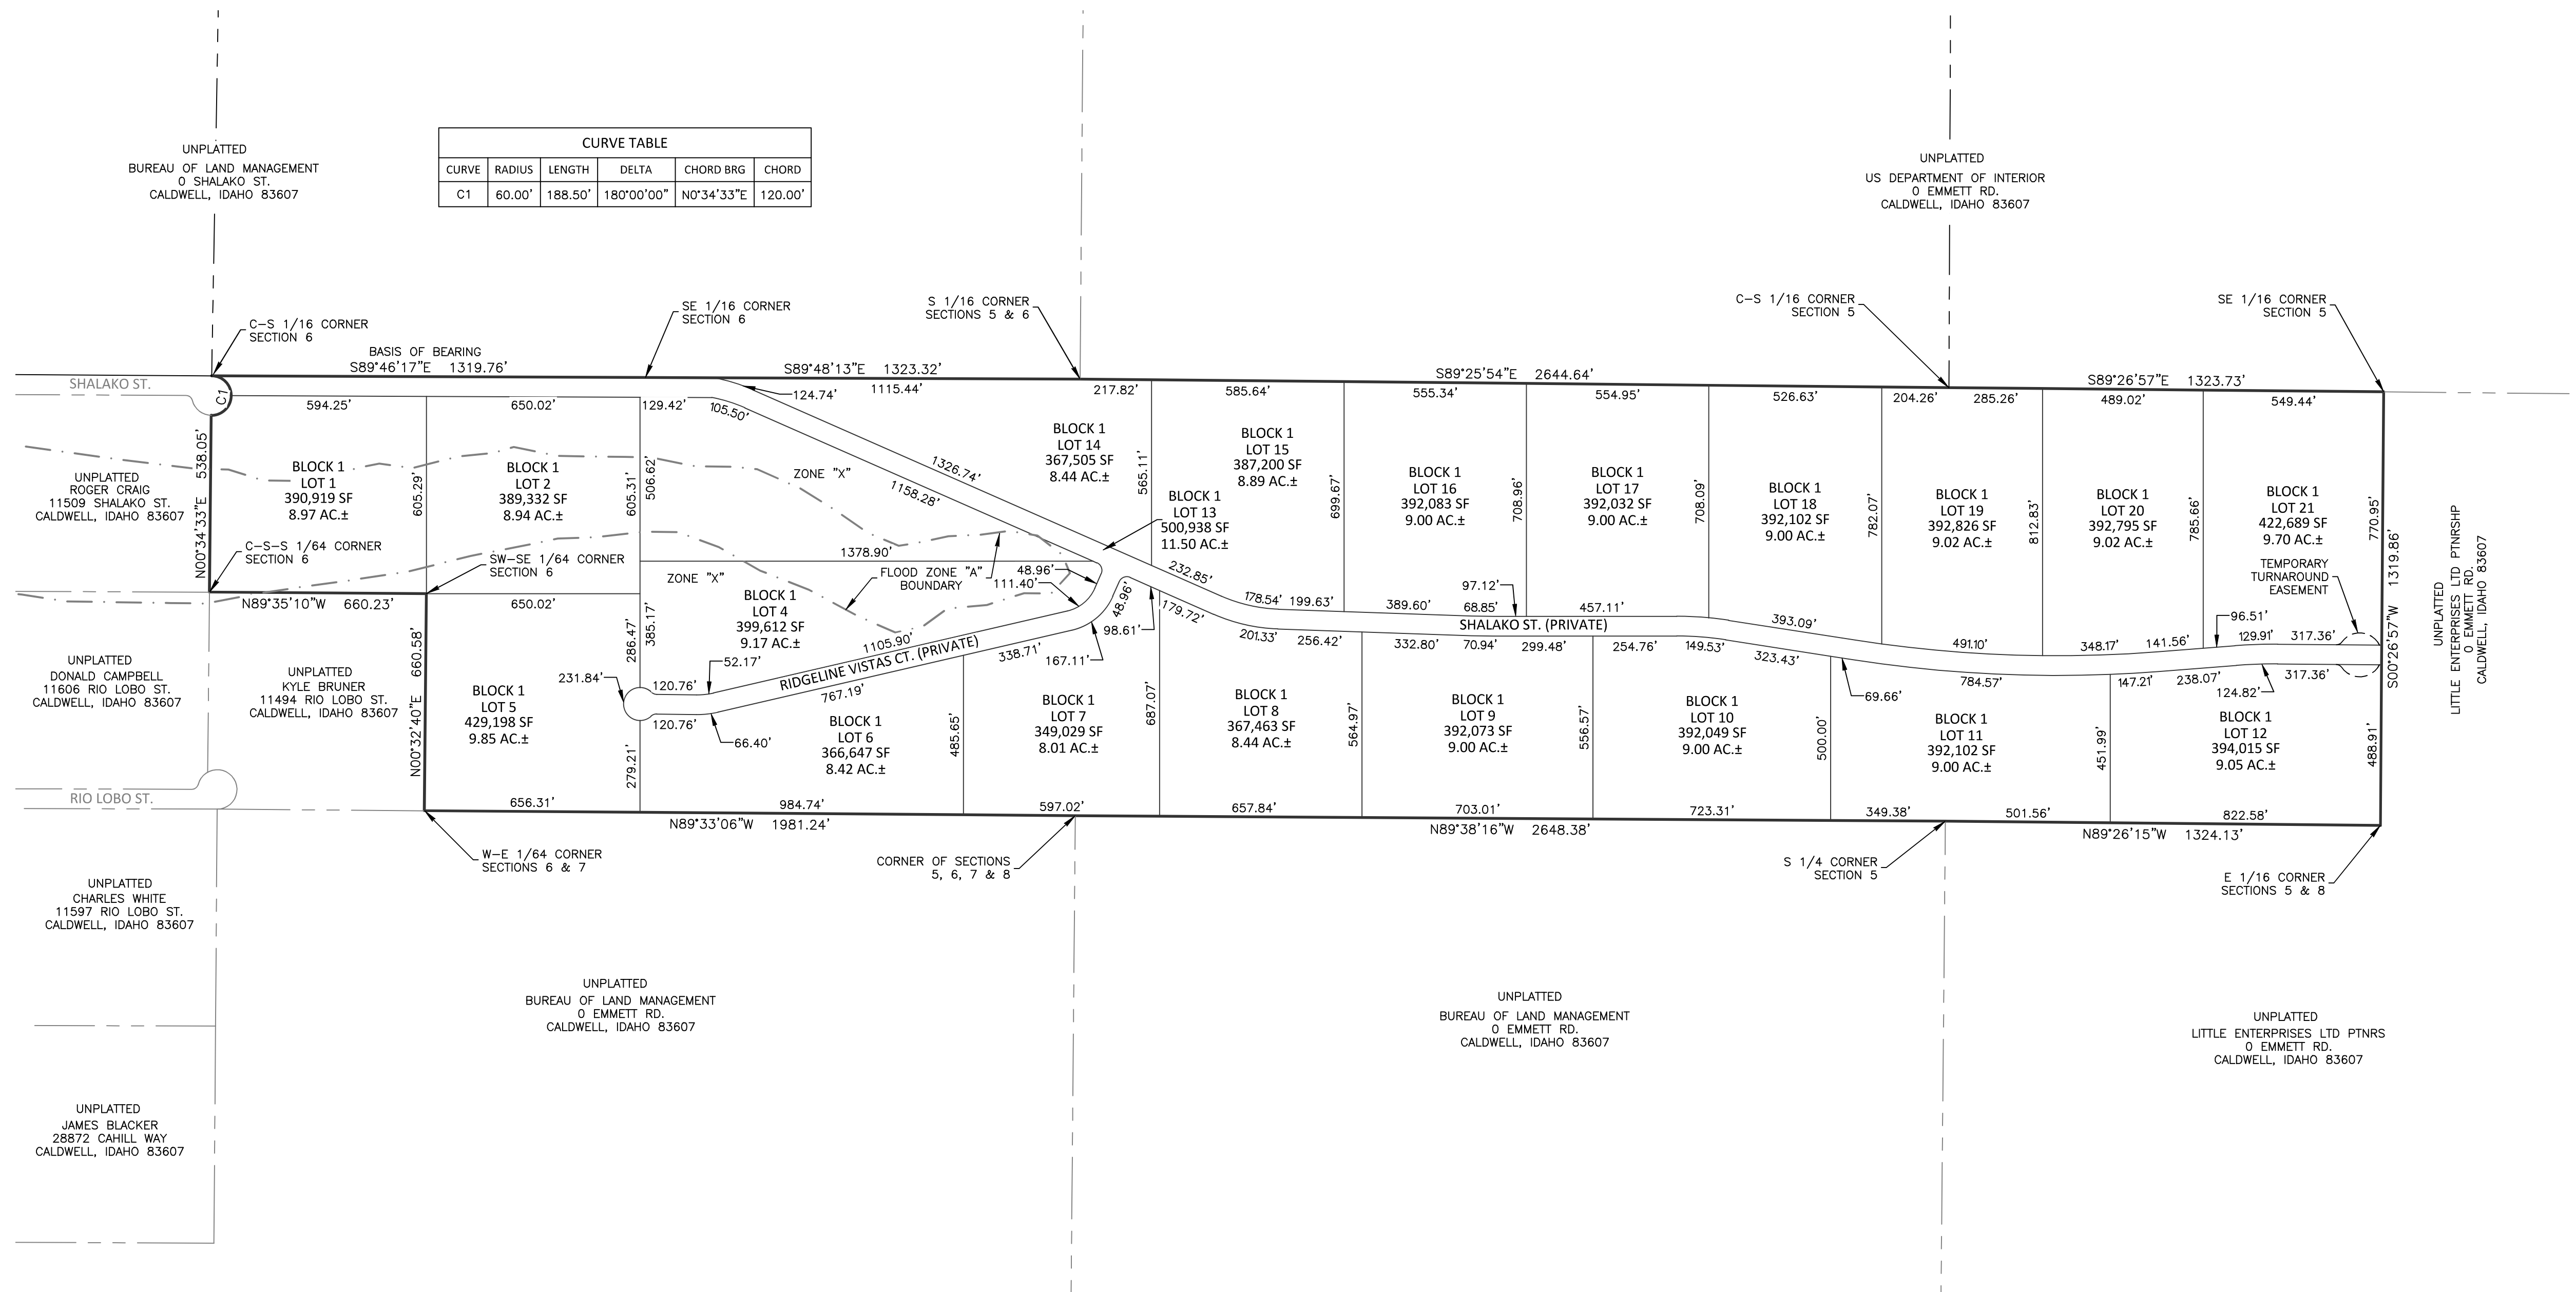 UNPLATTED
BUREAU OF LAND MANAGEMENT
0 SHALAKO ST.
CALDWELL, IDAHO 83607
CURVE TABLE
CURVE RADIUS LENGTH DELTA CHORD BRG CHORD
C1 60.00' 188.50' 180°00'00" N0°34'33"E 120.00'
UNPLATTED
US DEPARTMENT OF INTERIOR
0 EMMETT RD.
CALDWELL, IDAHO 83607
C-S 1/16 CORNER
SECTION 6
SE 1/16 CORNER
SECTION 6
S 1/16 CORNER
SECTIONS 5 & 6
C-S 1/16 CORNER
SECTION 5
SE 1/16 CORNER
SECTION 5
BASIS OF BEARING
S89°46'17"E 1319.76'
S89°48'13"E 1323.32'
S89°25'54"E 2644.64'
S89°26'57"E 1323.73'
SHALAKO ST.
C1
594.25'
650.02'
129.42'
105.50'
124.74'
1115.44'
217.82'
585.64'
555.34'
554.95'
526.63'
204.26'
285.26'
489.02'
549.44'
N00°34'33"E 538.05'
UNPLATTED
ROGER CRAIG
11509 SHALAKO ST.
CALDWELL, IDAHO 83607
BLOCK 1
LOT 1
390,919 SF
8.97 AC.±
605.29'
BLOCK 1
LOT 2
389,332 SF
8.94 AC.±
605.31'
506.62'
ZONE "X"
1326.74'
1158.28'
BLOCK 1
LOT 14
367,505 SF
8.44 AC.±
565.11'
BLOCK 1
LOT 13
500,938 SF
11.50 AC.±
BLOCK 1
LOT 15
387,200 SF
8.89 AC.±
699.67'
BLOCK 1
LOT 16
392,083 SF
9.00 AC.±
708.96'
BLOCK 1
LOT 17
392,032 SF
9.00 AC.±
708.09'
BLOCK 1
LOT 18
392,102 SF
9.00 AC.±
782.07'
BLOCK 1
LOT 19
392,826 SF
9.02 AC.±
812.83'
BLOCK 1
LOT 20
392,795 SF
9.02 AC.±
785.66'
BLOCK 1
LOT 21
422,689 SF
9.70 AC.±
770.95'
S00°26'57"W 1319.86'
TEMPORARY
TURNAROUND
EASEMENT
UNPLATTED
LITTLE ENTERPRISES LTD PTNRSHP
0 EMMETT RD.
CALDWELL, IDAHO 83607
C-S-S 1/64 CORNER
SECTION 6
SW-SE 1/64 CORNER
SECTION 6
N89°35'10"W 660.23'
650.02'
1378.90'
ZONE "X"
FLOOD ZONE "A"
BOUNDARY
48.96'
111.40'
48.96'
98.61'
167.11'
232.85'
179.72'
178.54'
199.63'
389.60'
68.85'
97.12'
457.11'
393.09'
491.10'
348.17'
141.56'
96.51'
129.91'
317.36'
SHALAKO ST. (PRIVATE)
201.33'
256.42'
332.80'
70.94'
299.48'
254.76'
149.53'
323.43'
69.66'
784.57'
147.21'
238.07'
124.82'
317.36'
BLOCK 1
LOT 4
399,612 SF
9.17 AC.±
286.47'
385.17'
1105.90'
RIDGELINE VISTAS CT. (PRIVATE)
767.19'
338.71'
52.17'
120.76'
231.84'
120.76'
66.40'
UNPLATTED
DONALD CAMPBELL
11606 RIO LOBO ST.
CALDWELL, IDAHO 83607
UNPLATTED
KYLE BRUNER
11494 RIO LOBO ST.
CALDWELL, IDAHO 83607
N00°32'40"E 660.58'
BLOCK 1
LOT 5
429,198 SF
9.85 AC.±
279.21'
BLOCK 1
LOT 6
366,647 SF
8.42 AC.±
485.65'
BLOCK 1
LOT 7
349,029 SF
8.01 AC.±
687.07'
BLOCK 1
LOT 8
367,463 SF
8.44 AC.±
564.97'
BLOCK 1
LOT 9
392,073 SF
9.00 AC.±
556.57'
BLOCK 1
LOT 10
392,049 SF
9.00 AC.±
500.00'
BLOCK 1
LOT 11
392,102 SF
9.00 AC.±
451.99'
BLOCK 1
LOT 12
394,015 SF
9.05 AC.±
488.91'
RIO LOBO ST.
656.31'
984.74'
597.02'
657.84'
703.01'
723.31'
349.38'
501.56'
822.58'
N89°33'06"W 1981.24'
N89°38'16"W 2648.38'
N89°26'15"W 1324.13'
W-E 1/64 CORNER
SECTIONS 6 & 7
CORNER OF SECTIONS
5, 6, 7 & 8
S 1/4 CORNER
SECTION 5
E 1/16 CORNER
SECTIONS 5 & 8
UNPLATTED
CHARLES WHITE
11597 RIO LOBO ST.
CALDWELL, IDAHO 83607
UNPLATTED
BUREAU OF LAND MANAGEMENT
0 EMMETT RD.
CALDWELL, IDAHO 83607
UNPLATTED
BUREAU OF LAND MANAGEMENT
0 EMMETT RD.
CALDWELL, IDAHO 83607
UNPLATTED
LITTLE ENTERPRISES LTD PTNRS
0 EMMETT RD.
CALDWELL, IDAHO 83607
UNPLATTED
JAMES BLACKER
28872 CAHILL WAY
CALDWELL, IDAHO 83607